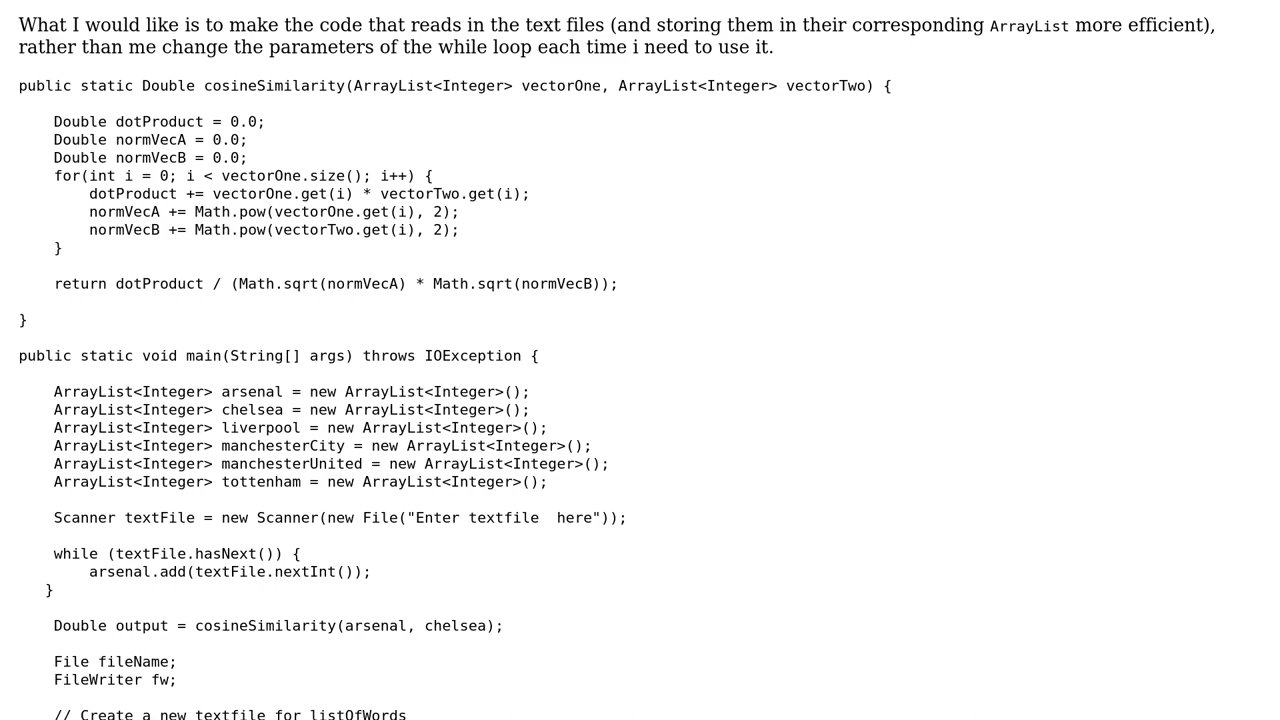 What I would like is to make the code that reads in the text files (and storing them in their corresponding ArrayList more efficient),
rather than me change the parameters of the while loop each time i need to use it.
public static Double cosineSimilarity(ArrayList<Integer> vectorOne, ArrayList<Integer> vectorTwo) {
    Double dotProduct = 0.0;
    Double normVecA = 0.0;
    Double normVecB = 0.0;
    for(int i = 0; i < vectorOne.size(); i++) {
        dotProduct += vectorOne.get(i) * vectorTwo.get(i);
        normVecA += Math.pow(vectorOne.get(i), 2);
        normVecB += Math.pow(vectorTwo.get(i), 2);
    }
    return dotProduct / (Math.sqrt(normVecA) * Math.sqrt(normVecB));
}
public static void main(String[] args) throws IOException {
    ArrayList<Integer> arsenal = new ArrayList<Integer>();
    ArrayList<Integer> chelsea = new ArrayList<Integer>();
    ArrayList<Integer> liverpool = new ArrayList<Integer>();
    ArrayList<Integer> manchesterCity = new ArrayList<Integer>();
    ArrayList<Integer> manchesterUnited = new ArrayList<Integer>();
    ArrayList<Integer> tottenham = new ArrayList<Integer>();
    Scanner textFile = new Scanner(new File("Enter textfile  here"));
    while (textFile.hasNext()) {
        arsenal.add(textFile.nextInt());
   }
    Double output = cosineSimilarity(arsenal, chelsea);
    File fileName;
    FileWriter fw;
    // Create a new textfile for listOfWords